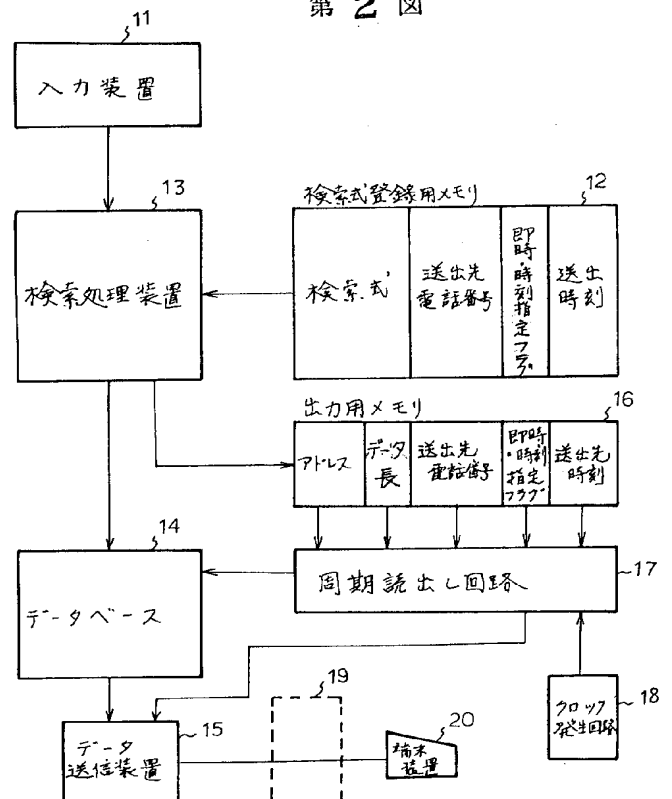 第2図
11
入力装置
13
検索処理装置
検索式登録用メモリ
12
検索式
送出先
電話番号
即時・時刻指定フラグ
送出
時刻
出力用メモリ
16
アドレス
データ
長
送出先
電話番号
即時
・時刻
指定
フラグ
送出先
時刻
14
データベース
周期読出し回路
17
19
18
クロック
発生回路
15
データ
送信装置
20
端末
装置